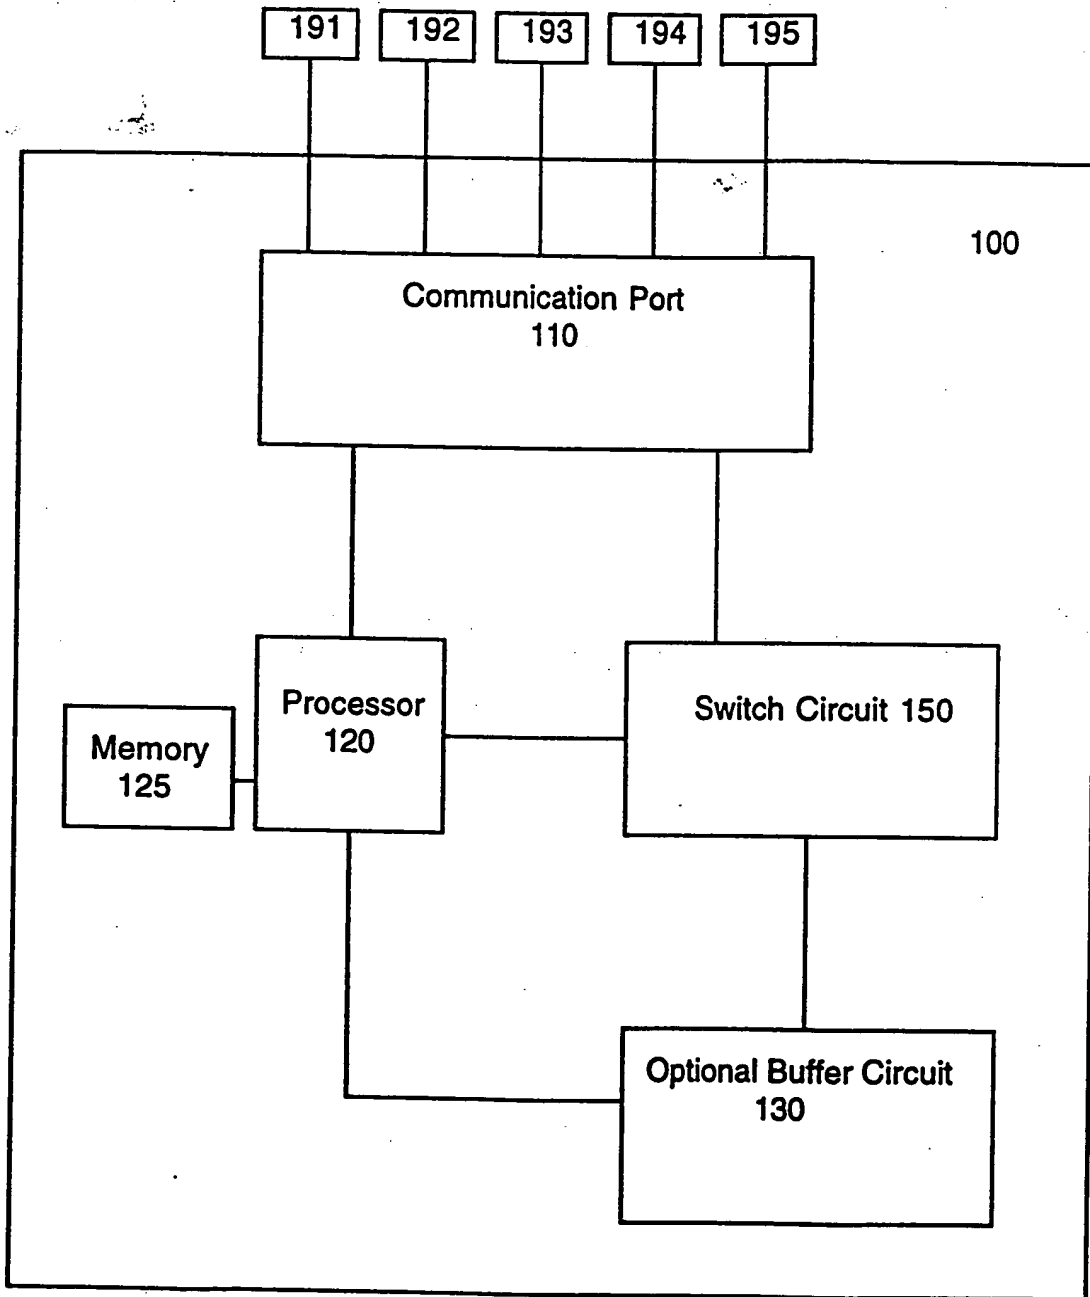 191
192
193
194
195
100
Communication Port
110
Processor
120
Switch Circuit 150
Memory
125
Optional Buffer Circuit
130